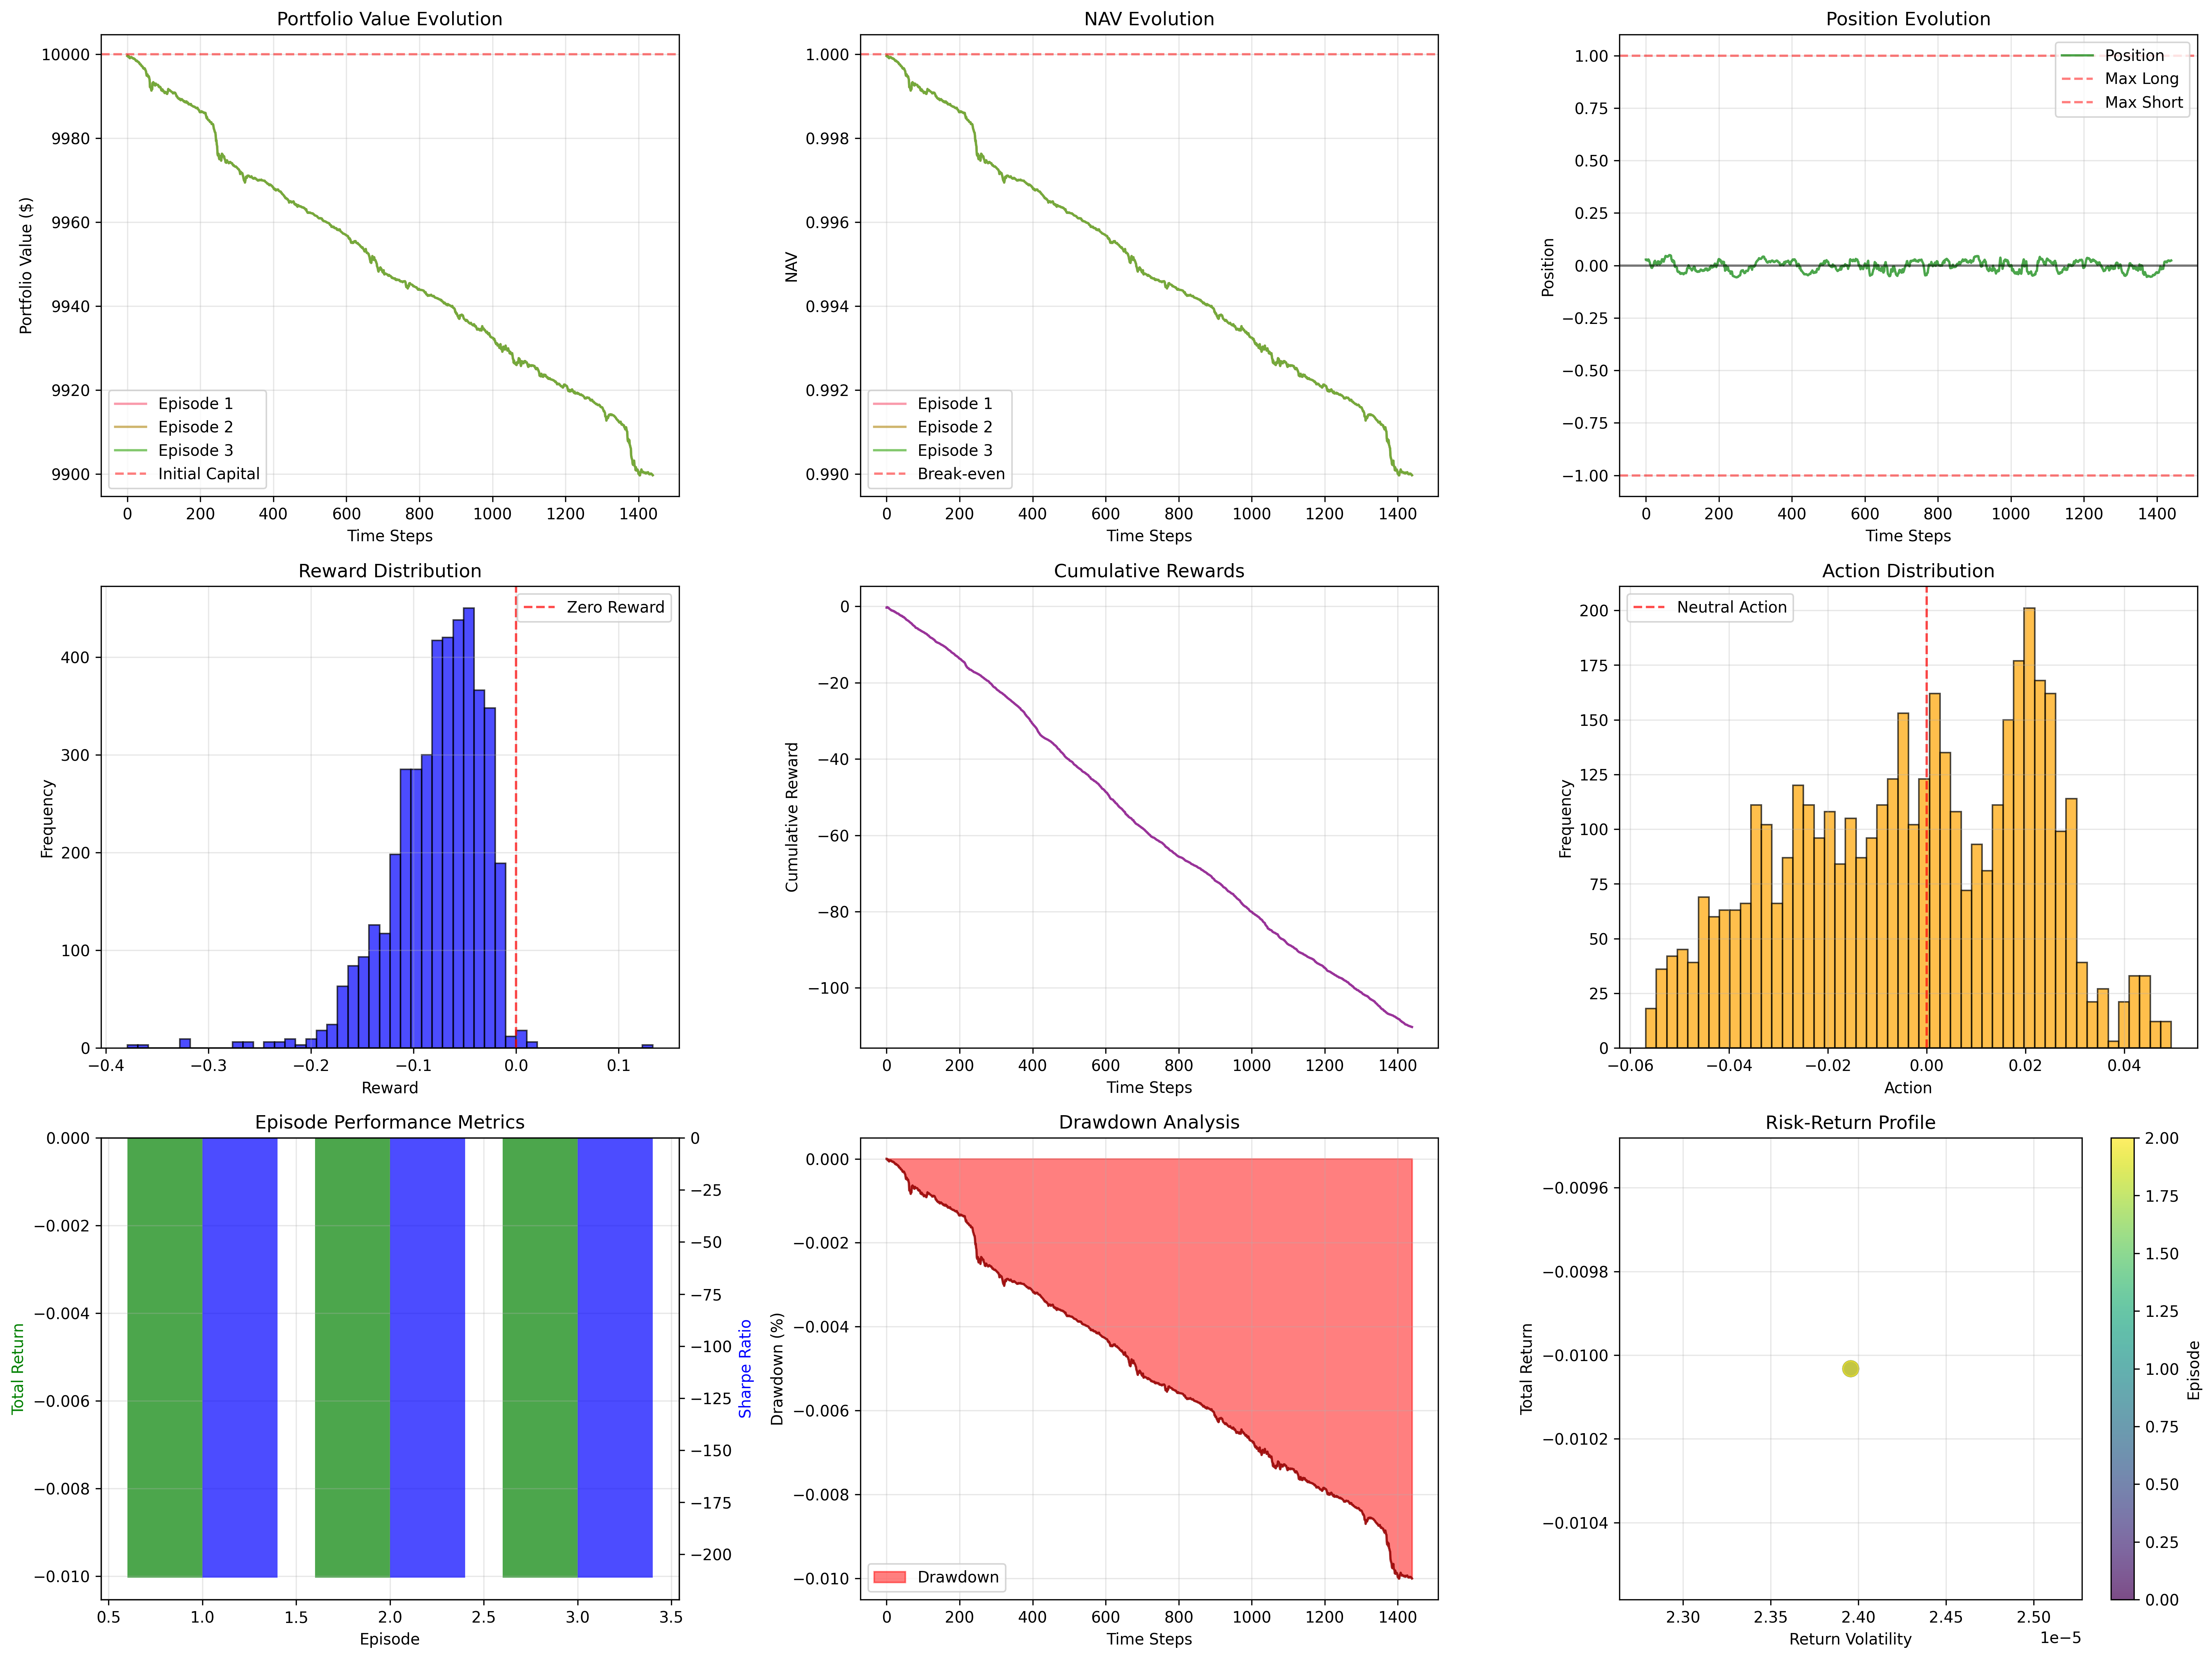 Portfolio Value Evolution
10000
9980
9960
9940
9920
9900
Portfolio Value ($)
Episode 1
Episode 2
Episode 3
Initial Capital
0 200 400 600 800 1000 1200 1400
Time Steps
NAV Evolution
1.000
0.998
0.996
0.994
0.992
0.990
NAV
Episode 1
Episode 2
Episode 3
Break-even
0 200 400 600 800 1000 1200 1400
Time Steps
Position Evolution
1.00
0.75
0.50
0.25
0.00
−0.25
−0.50
−0.75
−1.00
Position
Position
Max Long
Max Short
0 200 400 600 800 1000 1200 1400
Time Steps
Reward Distribution
Zero Reward
400
300
200
100
0
Frequency
−0.4 −0.3 −0.2 −0.1 0.0 0.1
Reward
Cumulative Rewards
0
−20
−40
−60
−80
−100
Cumulative Reward
0 200 400 600 800 1000 1200 1400
Time Steps
Action Distribution
Neutral Action
200
175
150
125
100
75
50
25
0
Frequency
−0.06 −0.04 −0.02 0.00 0.02 0.04
Action
Episode Performance Metrics
0.000
−0.002
−0.004
−0.006
−0.008
−0.010
Total Return
0
−25
−50
−75
−100
−125
−150
−175
−200
Sharpe Ratio
0.5 1.0 1.5 2.0 2.5 3.0 3.5
Episode
Drawdown Analysis
0.000
−0.002
−0.004
−0.006
−0.008
−0.010
Drawdown (%)
Drawdown
0 200 400 600 800 1000 1200 1400
Time Steps
Risk-Return Profile
−0.0096
−0.0098
−0.0100
−0.0102
−0.0104
Total Return
2.30 2.35 2.40 2.45 2.50
1e−5
Return Volatility
2.00
1.75
1.50
1.25
1.00
0.75
0.50
0.25
0.00
Episode